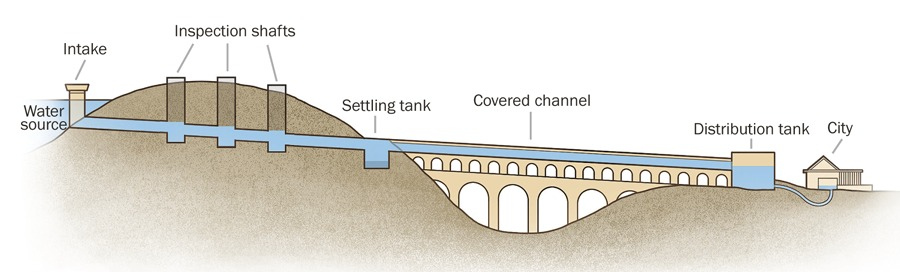 Inspection shafts
Intake
Water
source
Settling tank
Covered channel
Distribution tank
City